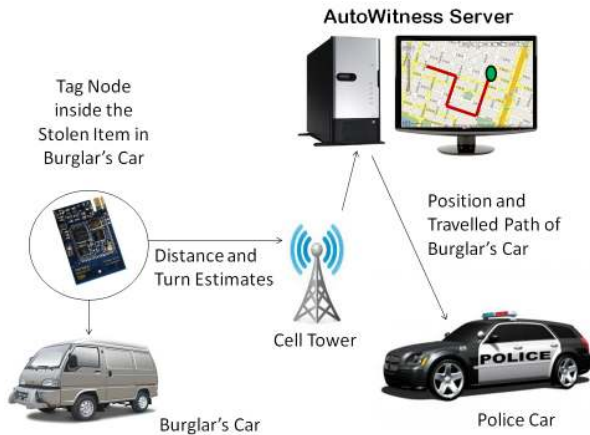 AutoWitness Server
Tag Node
inside the
Stolen Item in
Burglar's Car
Position and
Travelled Path of
Burglar's Car
Distance and
Turn Estimates
Cell Tower
POLICE
Burglar's Car
Police Car